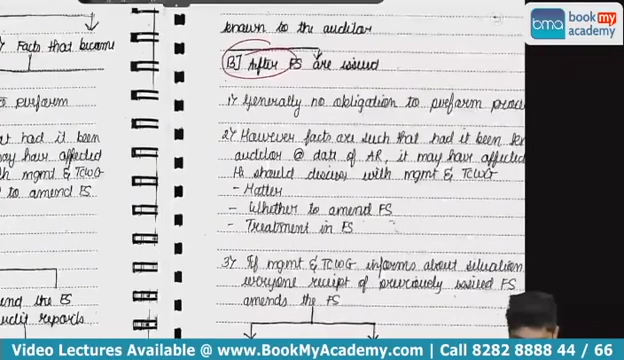 Facts that become
perform
had it been
may have affected
mgmt & TCWG
to amend FS
the FS
audit reports
known to the auditor
B] After FS are issued
1) Generally no obligation to perform
2) However facts are such that had it been
auditor @ date of AR, it may have affected
He should discuss with mgmt & TCWG
- Matter
- Whether to amend FS
- Treatment in FS
3) If mgmt & TCWG informs about situation
everyone receipt of previously issued FS
amends the FS
bma
book my
academy
Video Lectures Available @ www.BookMyAcademy.com | Call 8282 8888 44 / 66